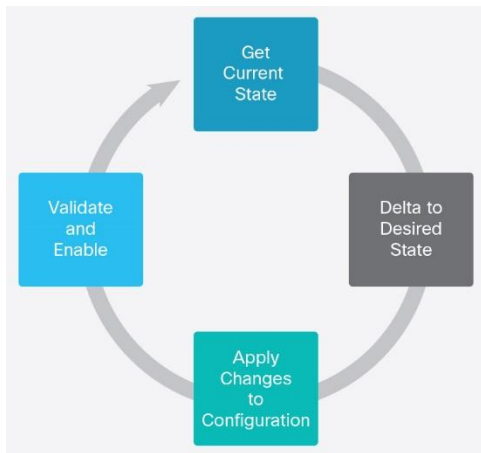 Get
Current
State
Delta to
Desired
State
Apply
Changes
to
Configuration
Validate
and
Enable